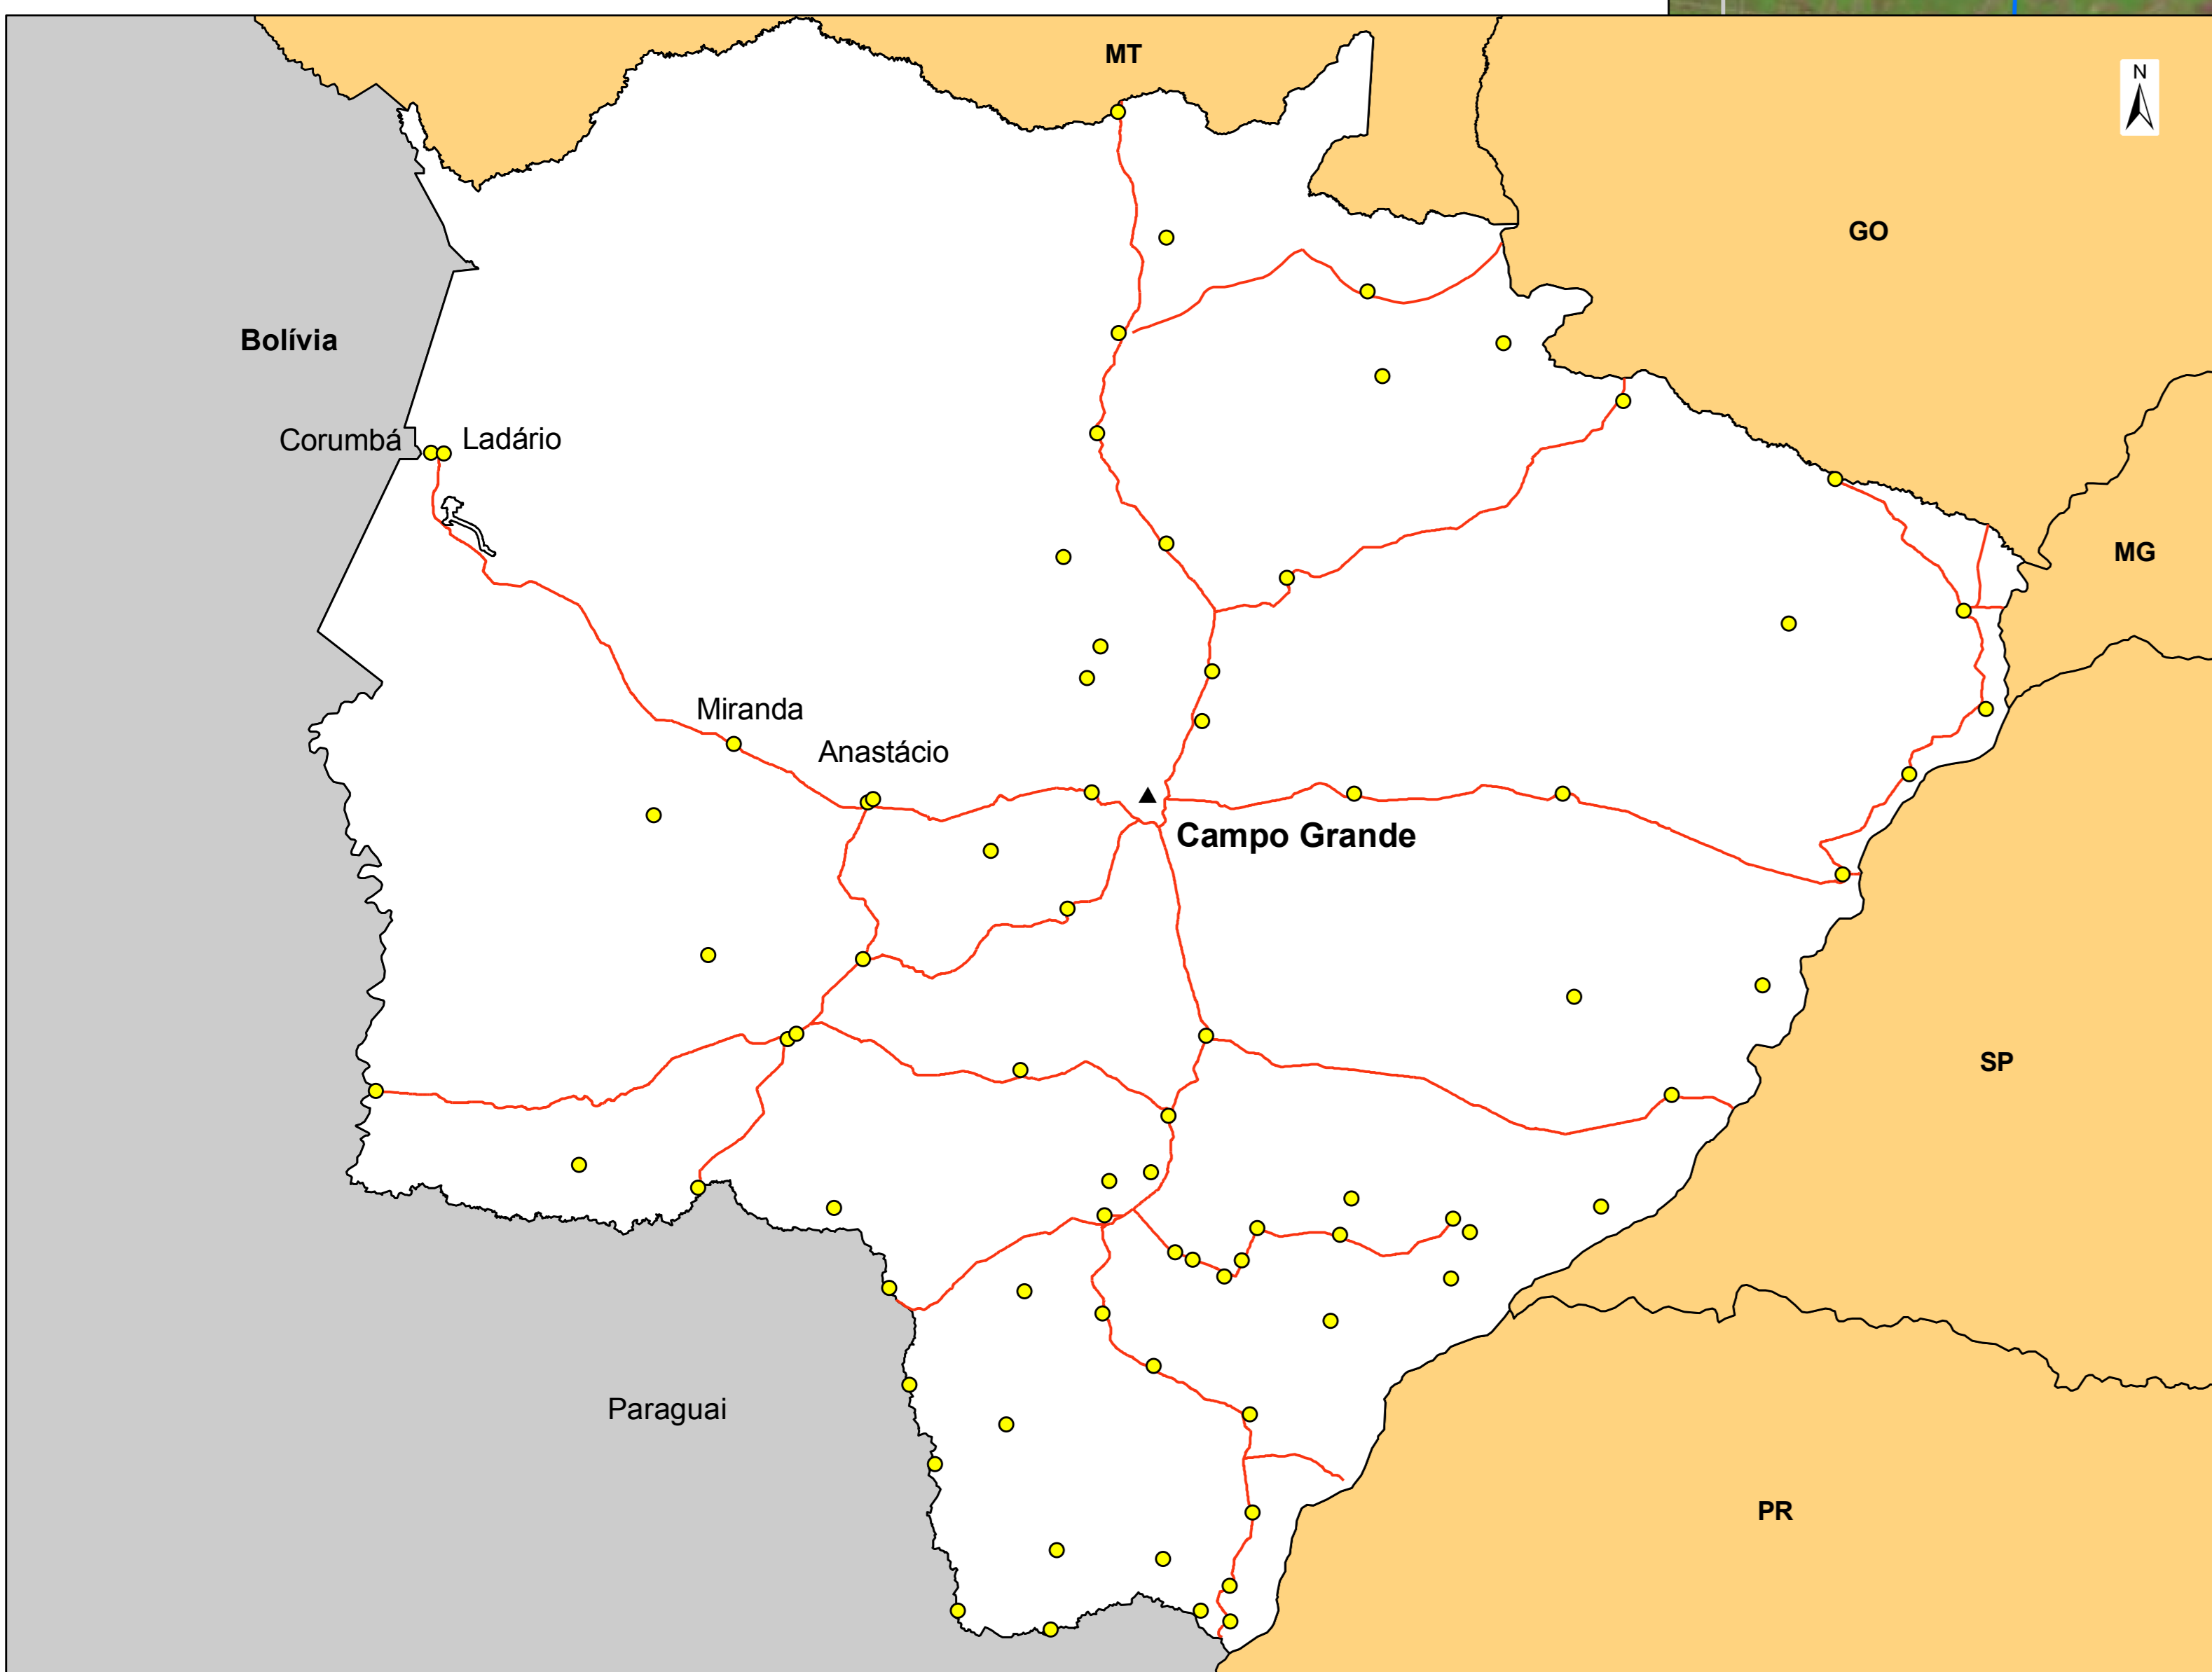 MT
N
GO
Bolívia
Corumbá
Ladário
MG
Miranda
Anastácio
Campo Grande
SP
Paraguai
PR